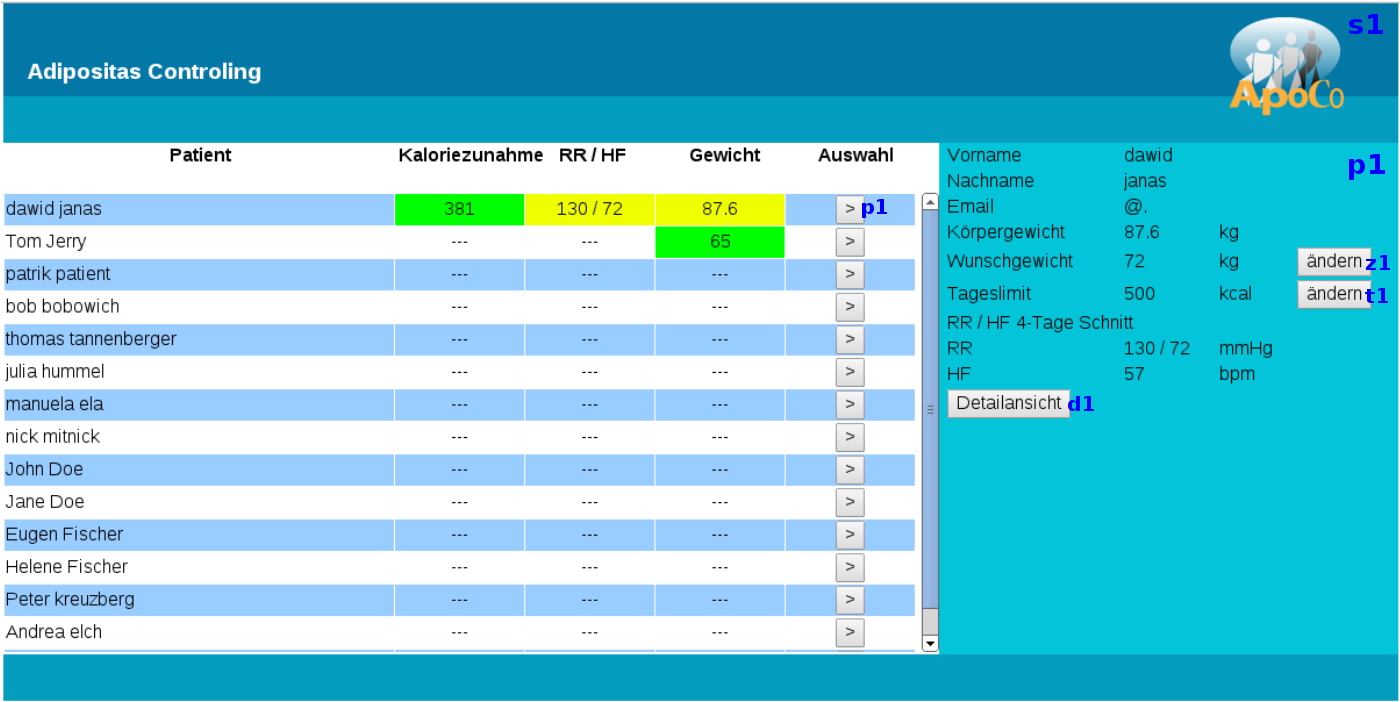 s1
Adipositas Controling
ApoCo
Patient Kaloriezunahme RR / HF Gewicht Auswahl
dawid janas 381 130 / 72 87.6 > p1
Tom Jerry --- --- 65 >
patrik patient --- --- --- >
bob bobowich --- --- --- >
thomas tannenberger --- --- --- >
julia hummel --- --- --- >
manuela ela --- --- --- >
nick mitnick --- --- --- >
John Doe --- --- --- >
Jane Doe --- --- --- >
Eugen Fischer --- --- --- >
Helene Fischer --- --- --- >
Peter kreuzberg --- --- --- >
Andrea elch --- --- --- >
Vorname dawid
p1
Nachname janas
Email @.
Körpergewicht 87.6 kg
Wunschgewicht 72 kg ändern z1
Tageslimit 500 kcal ändern t1
RR / HF 4-Tage Schnitt
RR 130 / 72 mmHg
HF 57 bpm
Detailansicht d1